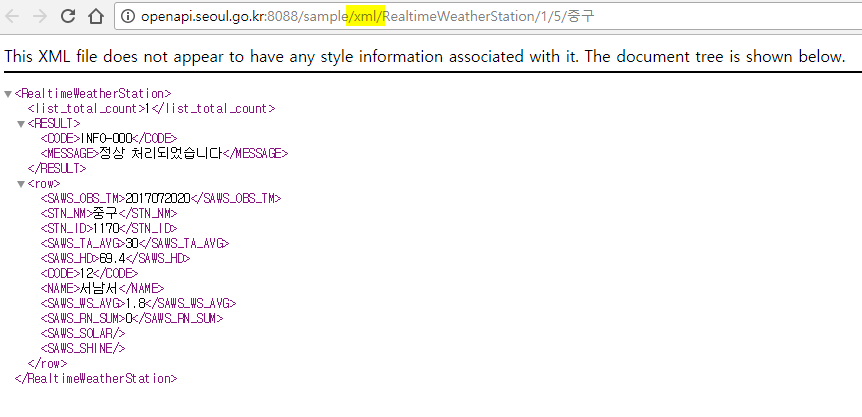 openapi.seoul.go.kr:8088/sample/xml/RealtimeWeatherStation/1/5/중구
This XML file does not appear to have any style information associated with it. The document tree is shown below.
<RealtimeWeatherStation>
<list_total_count>1</list_total_count>
<RESULT>
<CODE>INFO-000</CODE>
<MESSAGE>정상 처리되었습니다</MESSAGE>
</RESULT>
<row>
<SAWS_OBS_TM>2017072020</SAWS_OBS_TM>
<STN_NM>중구</STN_NM>
<STN_ID>1170</STN_ID>
<SAWS_TA_AVG>30</SAWS_TA_AVG>
<SAWS_HD>69.4</SAWS_HD>
<CODE>12</CODE>
<NAME>서남서</NAME>
<SAWS_WS_AVG>1.8</SAWS_WS_AVG>
<SAWS_RN_SUM>0</SAWS_RN_SUM>
<SAWS_SOLAR/>
<SAWS_SHINE/>
</row>
</RealtimeWeatherStation>